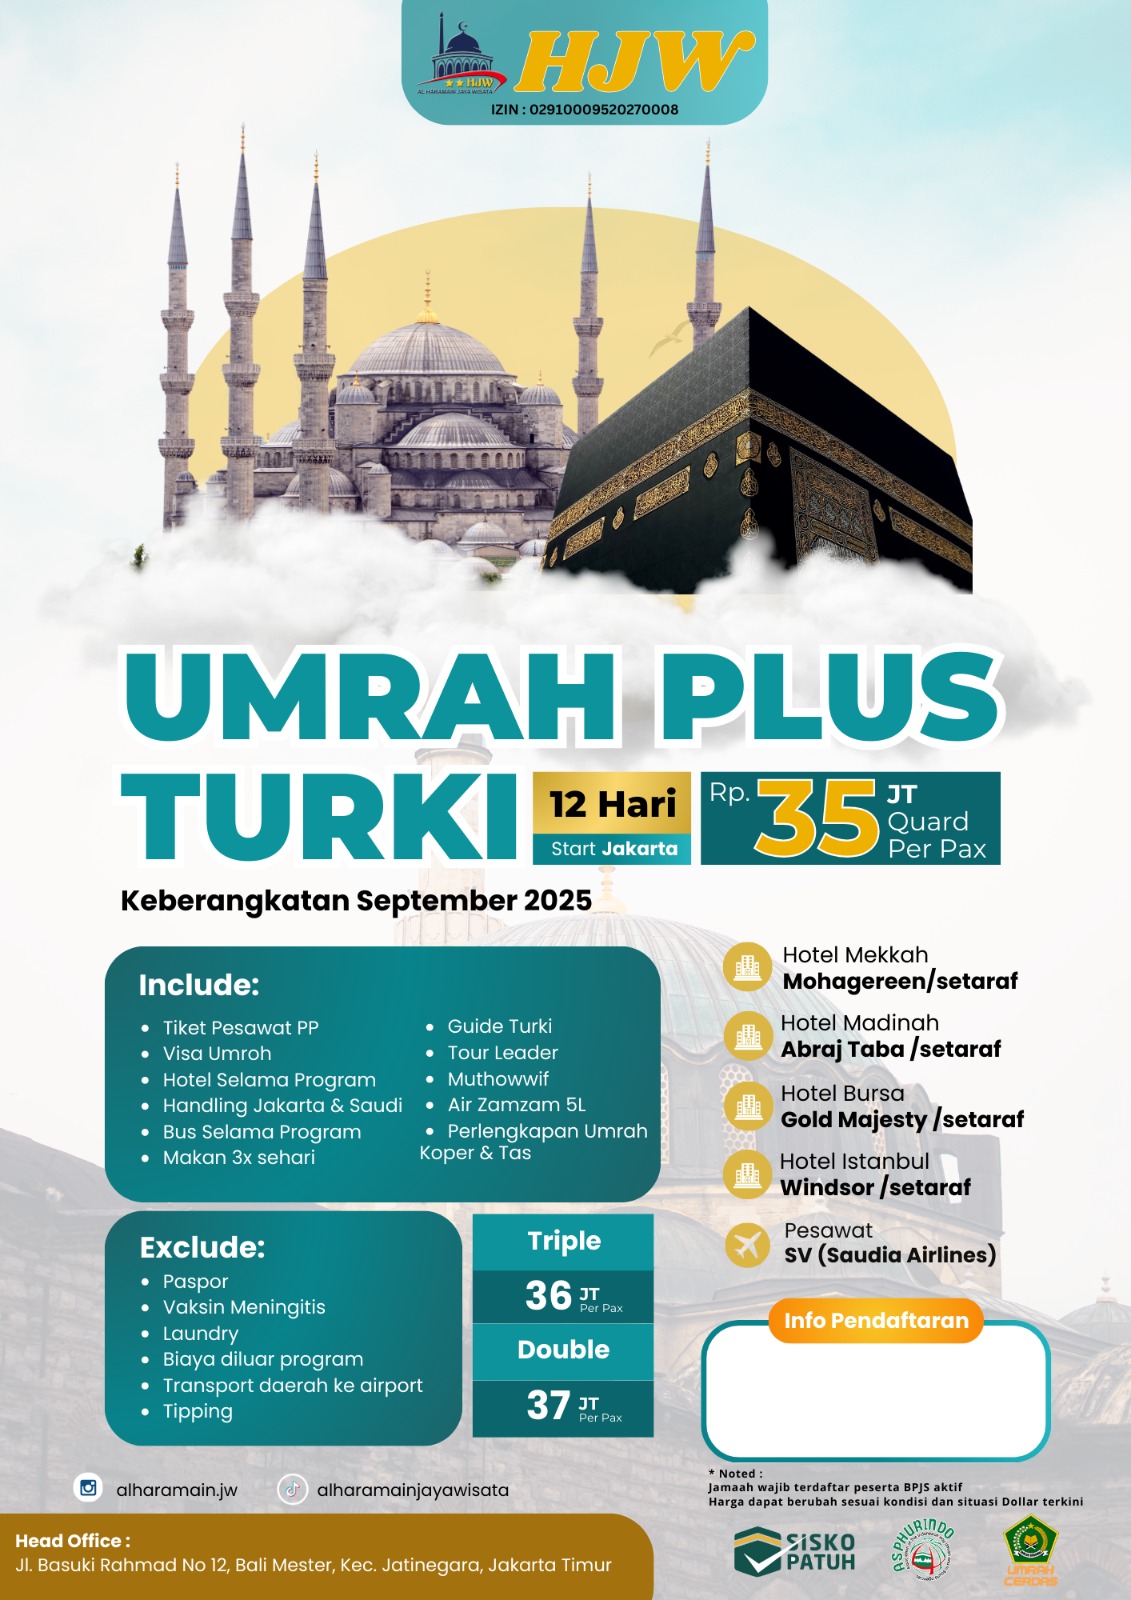 HJW
AL HARAMAIN JAYA WISATA
HJW
IZIN : 02910009520270008
UMRAH PLUS
TURKI
12 Hari
Start Jakarta
Rp. 35 JT
Quard
Per Pax
Keberangkatan September 2025
Include:
Tiket Pesawat PP
Visa Umroh
Hotel Selama Program
Handling Jakarta & Saudi
Bus Selama Program
Makan 3x sehari
Guide Turki
Tour Leader
Muthowwif
Air Zamzam 5L
Perlengkapan Umrah
Koper & Tas
Hotel Mekkah
Mohagereen/setaraf
Hotel Madinah
Abraj Taba /setaraf
Hotel Bursa
Gold Majesty /setaraf
Hotel Istanbul
Windsor /setaraf
Pesawat
SV (Saudia Airlines)
Exclude:
Paspor
Vaksin Meningitis
Laundry
Biaya diluar program
Transport daerah ke airport
Tipping
Triple
36 JT
Per Pax
Double
37 JT
Per Pax
Info Pendaftaran
* Noted :
Jamaah wajib terdaftar peserta BPJS aktif
Harga dapat berubah sesuai kondisi dan situasi Dollar terkini
alharamain.jw
alharamainjayawisata
Head Office :
Jl. Basuki Rahmad No 12, Bali Mester, Kec. Jatinegara, Jakarta Timur
SISKO
PATUH
ASPHURINDO
UMRAH
CERDAS